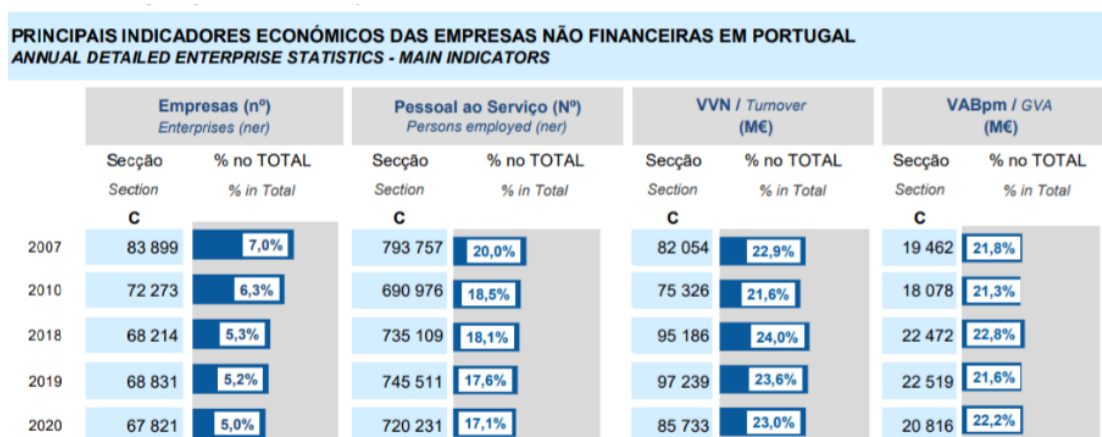 PRINCIPAIS INDICADORES ECONÓMICOS DAS EMPRESAS NÃO FINANCEIRAS EM PORTUGAL
ANNUAL DETAILED ENTERPRISE STATISTICS - MAIN INDICATORS
Empresas (nº) Pessoal ao Serviço (Nº) VVN / Turnover VABpm / GVA
Enterprises (ner) Persons employed (ner) (M€) (M€)
Secção % no TOTAL Secção % no TOTAL Secção % no TOTAL Secção % no TOTAL
Section % in Total Section % in Total Section % in Total Section % in Total
C C C C
2007 83 899 7,0% 793 757 20,0% 82 054 22,9% 19 462 21,8%
2010 72 273 6,3% 690 976 18,5% 75 326 21,6% 18 078 21,3%
2018 68 214 5,3% 735 109 18,1% 95 186 24,0% 22 472 22,8%
2019 68 831 5,2% 745 511 17,6% 97 239 23,6% 22 519 21,6%
2020 67 821 5,0% 720 231 17,1% 85 733 23,0% 20 816 22,2%